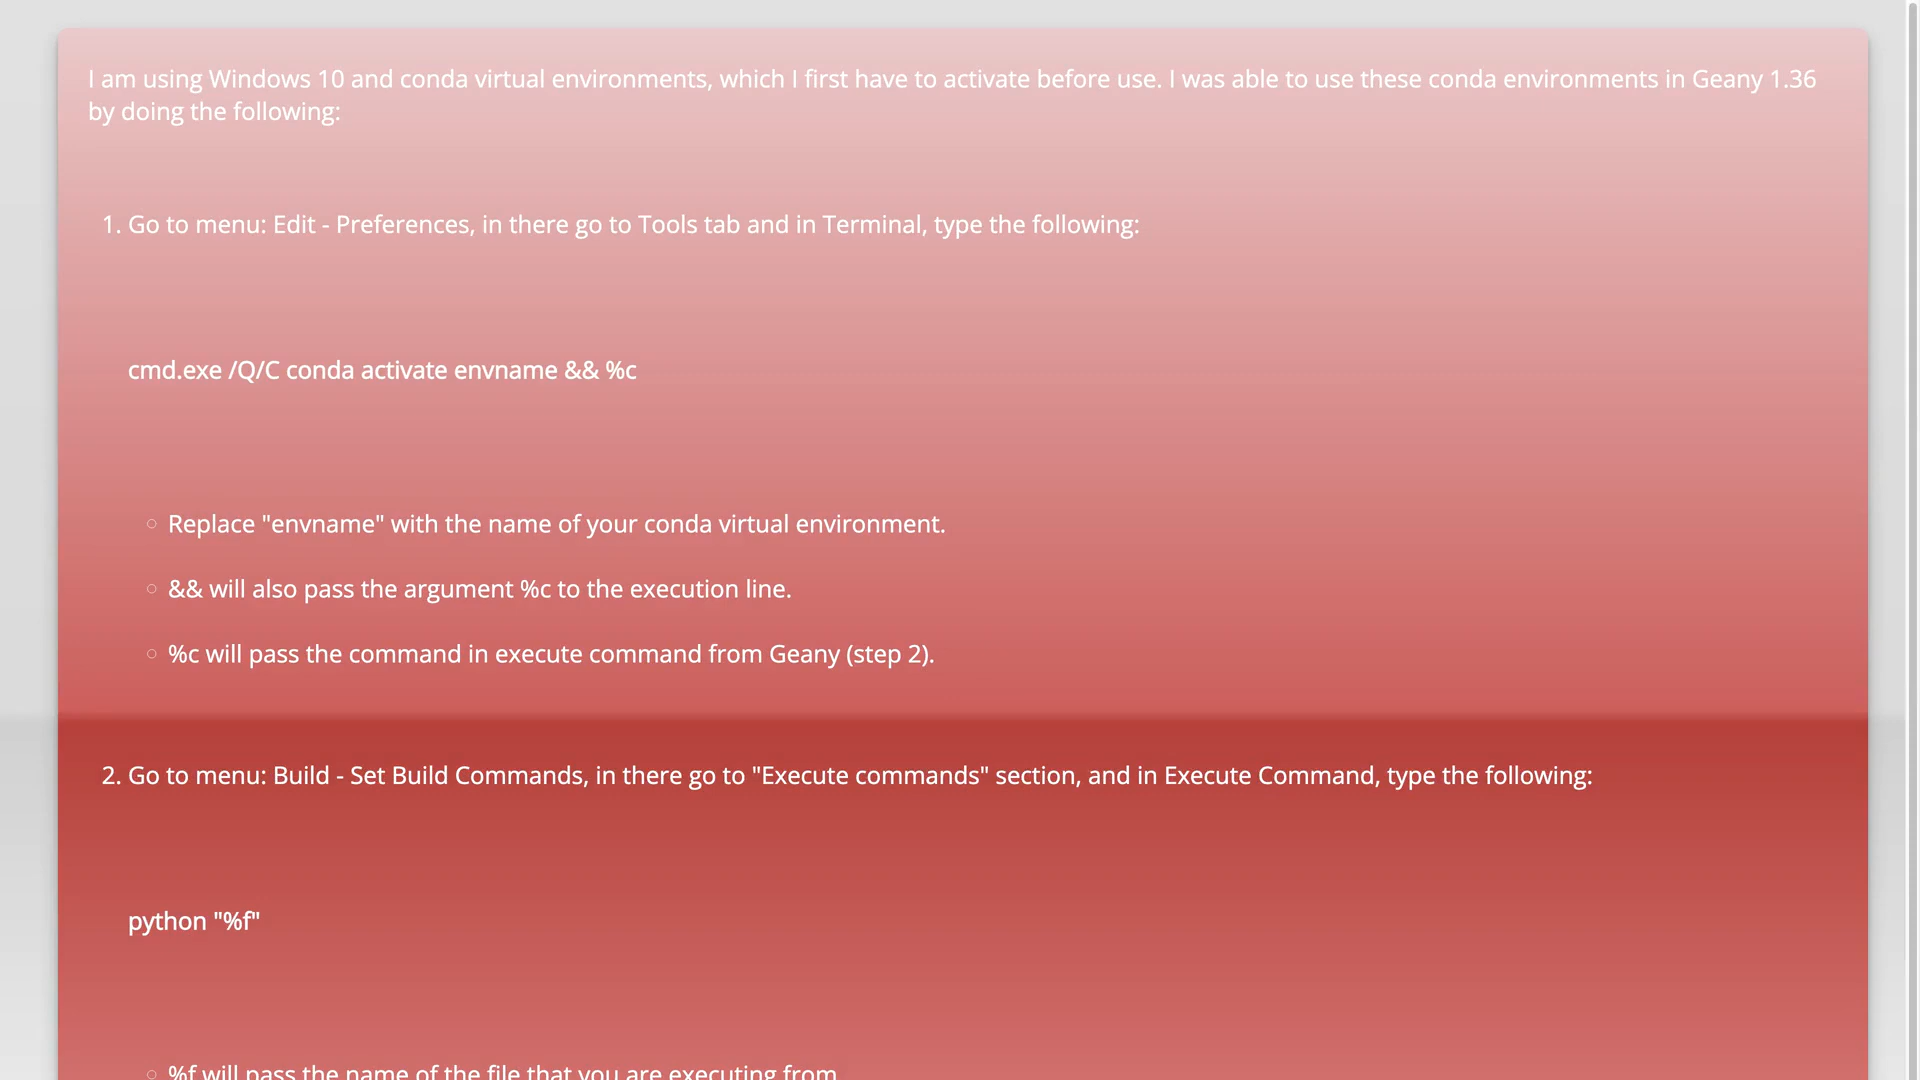 I am using Windows 10 and conda virtual environments, which I first have to activate before use. I was able to use these conda environments in Geany 1.36
by doing the following:
1. Go to menu: Edit - Preferences, in there go to Tools tab and in Terminal, type the following:
cmd.exe /Q/C conda activate envname && %c
○ Replace "envname" with the name of your conda virtual environment.
○ && will also pass the argument %c to the execution line.
○ %c will pass the command in execute command from Geany (step 2).
2. Go to menu: Build - Set Build Commands, in there go to "Execute commands" section, and in Execute Command, type the following:
python "%f"
○ %f will pass the name of the file that you are executing from.